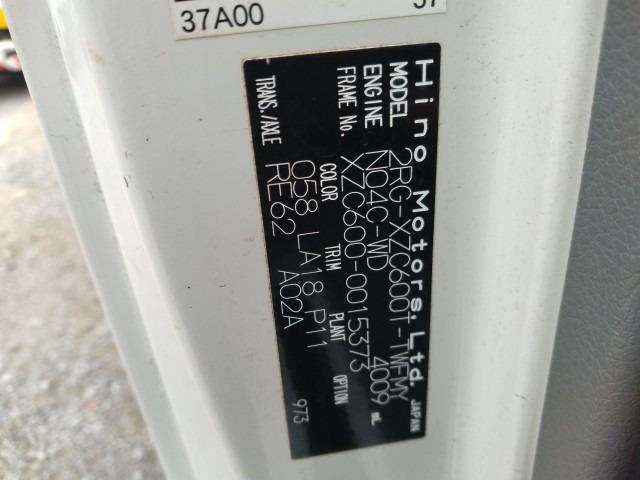 37A00
37
Hino Motors, Ltd. JAPAN
MODEL 2RG-XZC600T-TWFMY
ENGINE N04C-WD 4009 mL
FRAME No. XZC600-0015373
COLOR TRIM PLANT OPTION
058 LA18 P11
TRANS./AXLE RE62 A02A
973